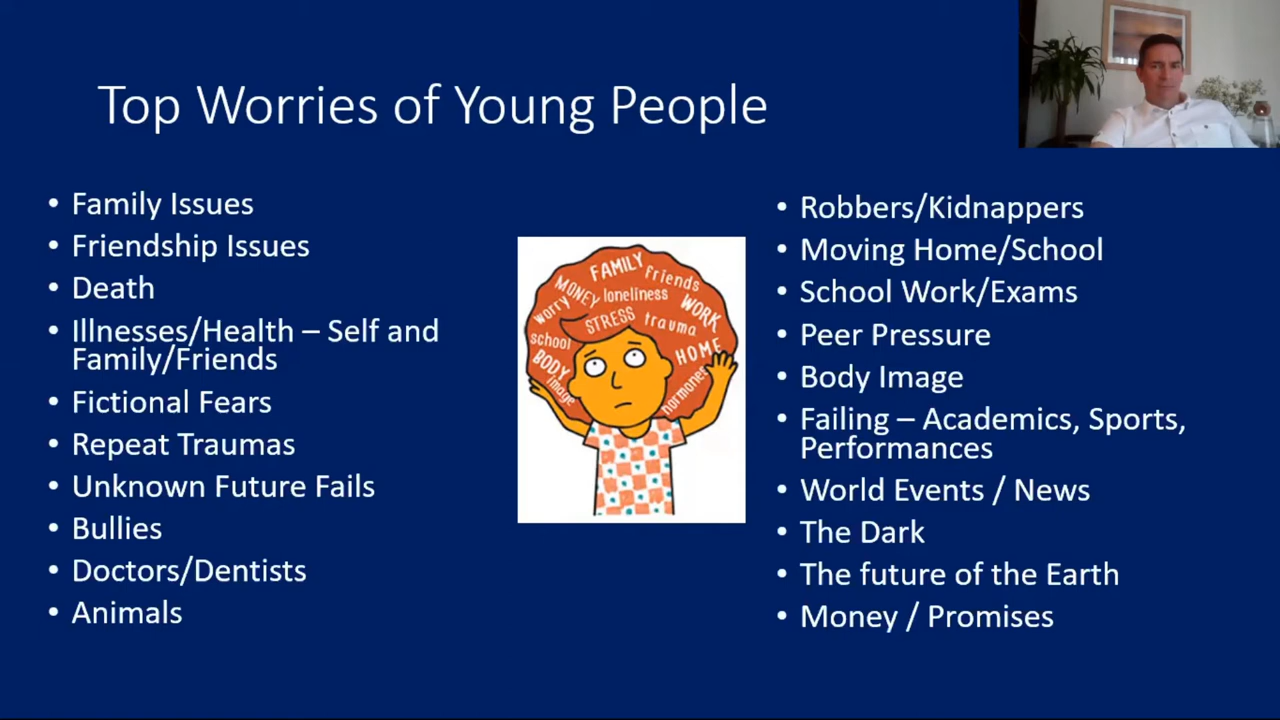 Top Worries of Young People
• Family Issues
• Friendship Issues
• Death
• Illnesses/Health – Self and
Family/Friends
• Fictional Fears
• Repeat Traumas
• Unknown Future Fails
• Bullies
• Doctors/Dentists
• Animals
FAMILY
friends
MONEY
loneliness
worry
WORK
STRESS
trauma
school
HOME
BODY
image
hormones
• Robbers/Kidnappers
• Moving Home/School
• School Work/Exams
• Peer Pressure
• Body Image
• Failing – Academics, Sports,
Performances
• World Events / News
• The Dark
• The future of the Earth
• Money / Promises